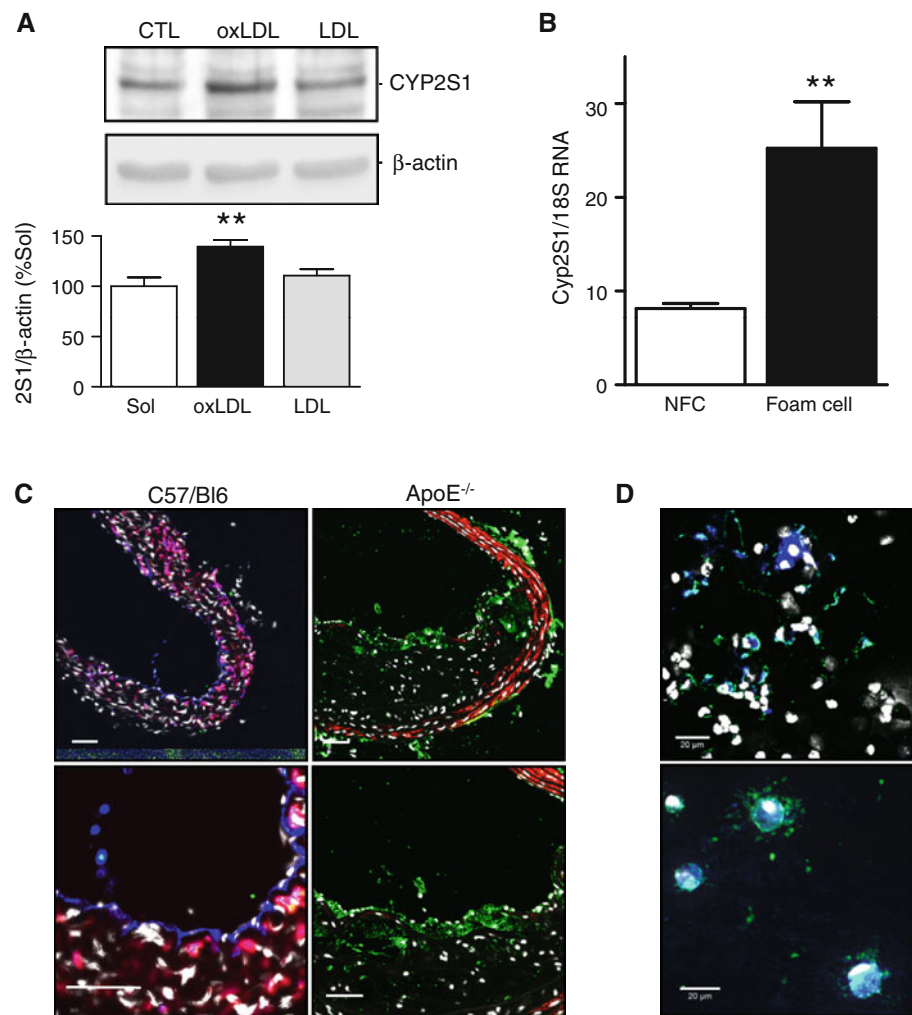 A
CTL oxLDL LDL
CYP2S1
β-actin
**
2S1/β-actin (%Sol)
150
100
50
0
Sol oxLDL LDL
B
**
Cyp2S1/18S RNA
30
20
10
0
NFC Foam cell
C
C57/Bl6 ApoE-/-
D
20 µm
20 µm